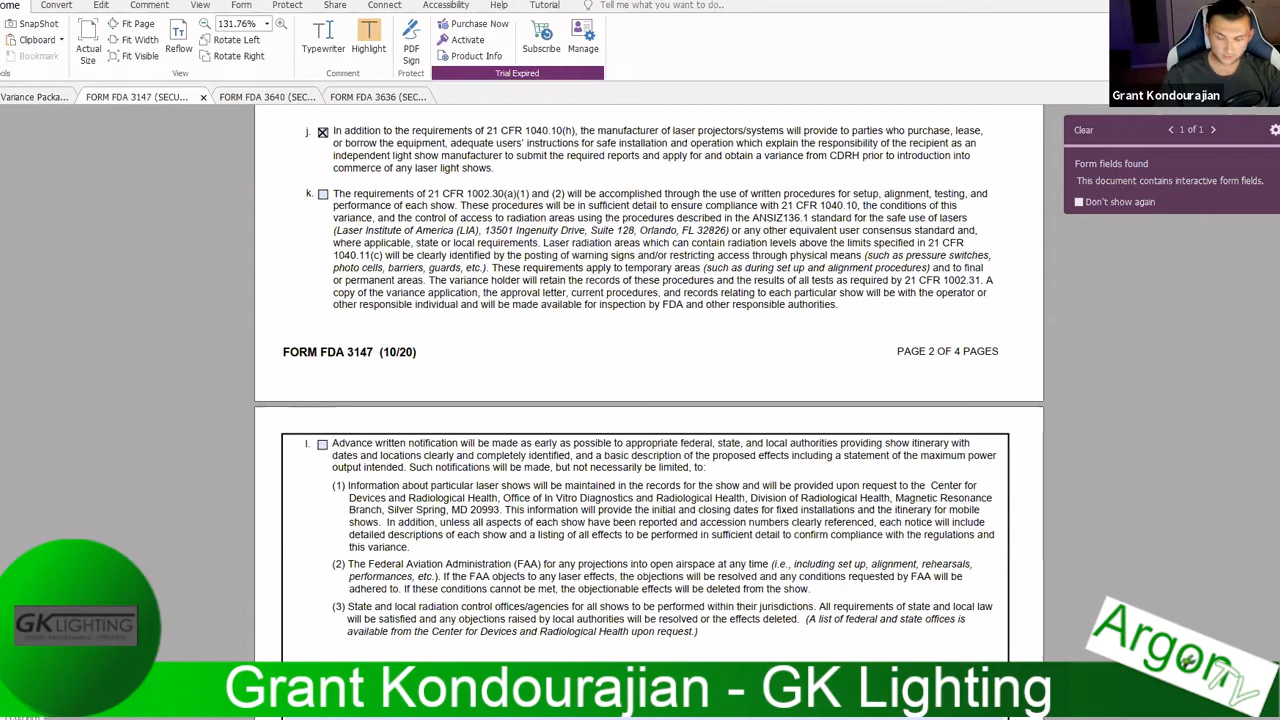 ome Convert Edit Comment View Form Protect Share Connect Accessibility Help Tutorial Tell me what you want to do...
SnapShot
Clipboard
Bookmark
ols
Actual Size
Fit Page
Fit Width
Fit Visible
Reflow
131.76%
Rotate Left
Rotate Right
View
Typewriter
Highlight
Comment
PDF Sign
Protect
Purchase Now
Activate
Product Info
Trial Expired
Subscribe
Manage
Grant Kondourajian
Variance Packa... FORM FDA 3147 (SECU... FORM FDA 3640 (SEC... FORM FDA 3636 (SEC...
Clear 1 of 1
Form fields found
This document contains interactive form fields.
Don't show again
j. In addition to the requirements of 21 CFR 1040.10(h), the manufacturer of laser projectors/systems will provide to parties who purchase, lease,
or borrow the equipment, adequate users' instructions for safe installation and operation which explain the responsibility of the recipient as an
independent light show manufacturer to submit the required reports and apply for and obtain a variance from CDRH prior to introduction into
commerce of any laser light shows.
k. The requirements of 21 CFR 1002.30(a)(1) and (2) will be accomplished through the use of written procedures for setup, alignment, testing, and
performance of each show. These procedures will be in sufficient detail to ensure compliance with 21 CFR 1040.10, the conditions of this
variance, and the control of access to radiation areas using the procedures described in the ANSIZ136.1 standard for the safe use of lasers
(Laser Institute of America (LIA), 13501 Ingenuity Drive, Suite 128, Orlando, FL 32826) or any other equivalent user consensus standard and,
where applicable, state or local requirements. Laser radiation areas which can contain radiation levels above the limits specified in 21 CFR
1040.11(c) will be clearly identified by the posting of warning signs and/or restricting access through physical means (such as pressure switches,
photo cells, barriers, guards, etc.). These requirements apply to temporary areas (such as during set up and alignment procedures) and to final
or permanent areas. The variance holder will retain the records of these procedures and the results of all tests as required by 21 CFR 1002.31. A
copy of the variance application, the approval letter, current procedures, and records relating to each particular show will be with the operator or
other responsible individual and will be made available for inspection by FDA and other responsible authorities.
FORM FDA 3147 (10/20) PAGE 2 OF 4 PAGES
l. Advance written notification will be made as early as possible to appropriate federal, state, and local authorities providing show itinerary with
dates and locations clearly and completely identified, and a basic description of the proposed effects including a statement of the maximum power
output intended. Such notifications will be made, but not necessarily be limited, to:
(1) Information about particular laser shows will be maintained in the records for the show and will be provided upon request to the Center for
Devices and Radiological Health, Office of In Vitro Diagnostics and Radiological Health, Division of Radiological Health, Magnetic Resonance
Branch, Silver Spring, MD 20993. This information will provide the initial and closing dates for fixed installations and the itinerary for mobile
shows. In addition, unless all aspects of each show have been reported and accession numbers clearly referenced, each notice will include
detailed descriptions of each show and a listing of all effects to be performed in sufficient detail to confirm compliance with the regulations and
this variance.
(2) The Federal Aviation Administration (FAA) for any projections into open airspace at any time (i.e., including set up, alignment, rehearsals,
performances, etc.). If the FAA objects to any laser effects, the objections will be resolved and any conditions requested by FAA will be
adhered to. If these conditions cannot be met, the objectionable effects will be deleted from the show.
(3) State and local radiation control offices/agencies for all shows to be performed within their jurisdictions. All requirements of state and local law
will be satisfied and any objections raised by local authorities will be resolved or the effects deleted. (A list of federal and state offices is
available from the Center for Devices and Radiological Health upon request.)
GKLIGHTING
Argon TV
Grant Kondourajian - GK Lighting